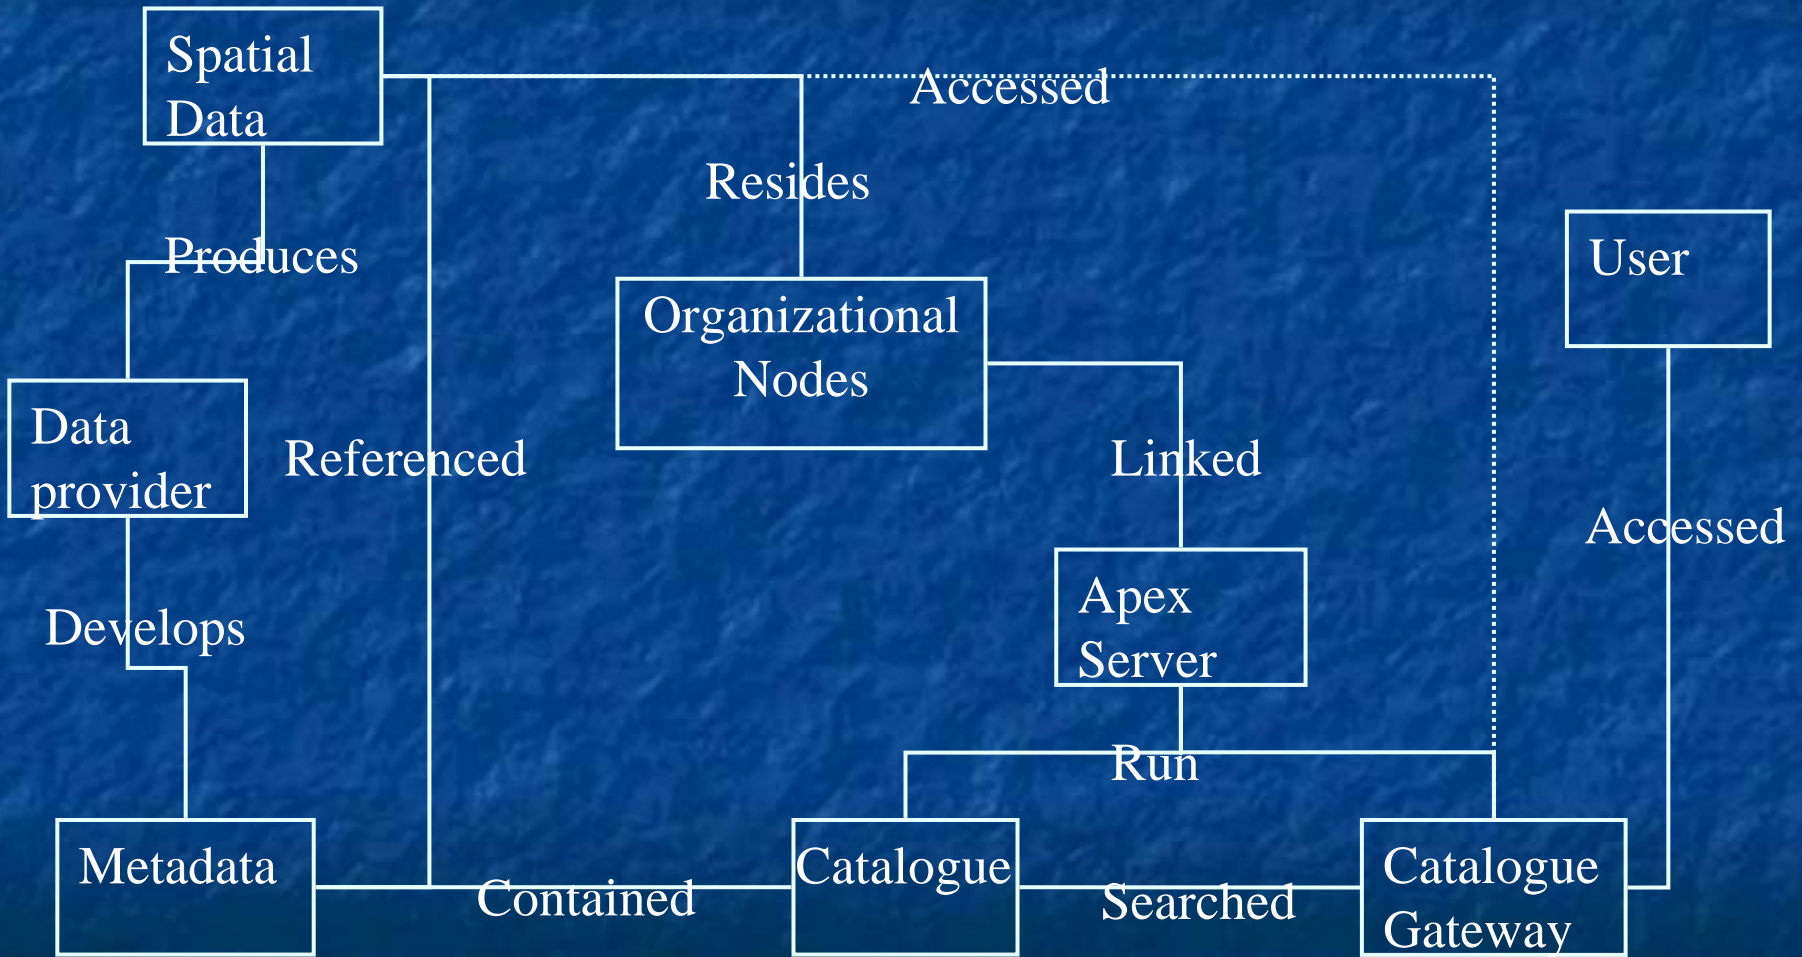 Spatial
Data
Accessed
Resides
Produces
User
Organizational
Nodes
Data
provider
Referenced
Linked
Accessed
Apex
Server
Develops
Run
Metadata
Contained
Catalogue
Searched
Catalogue
Gateway